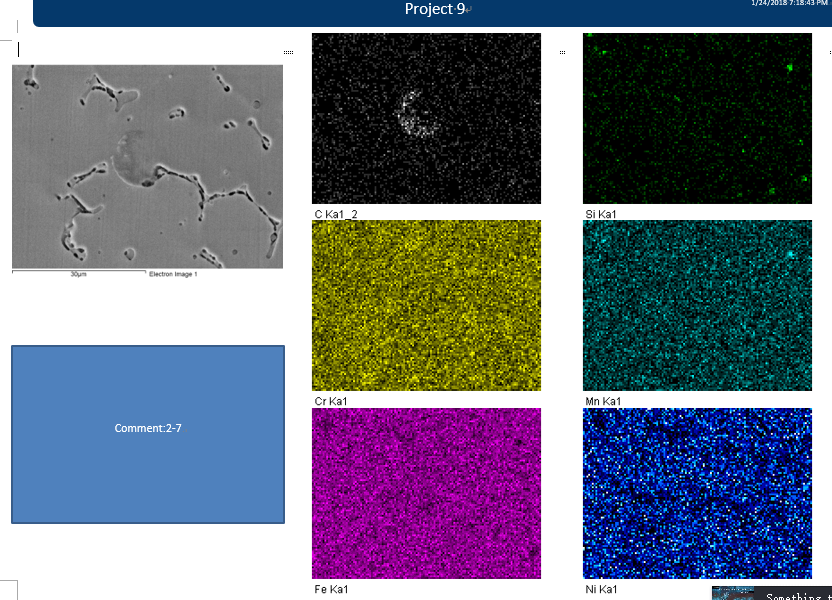 Project 9
1/24/2018 7:18:43 PM
30µm
Electron Image 1
Comment:2-7
C Ka1_2
Si Ka1
Cr Ka1
Mn Ka1
Fe Ka1
Ni Ka1
Something t